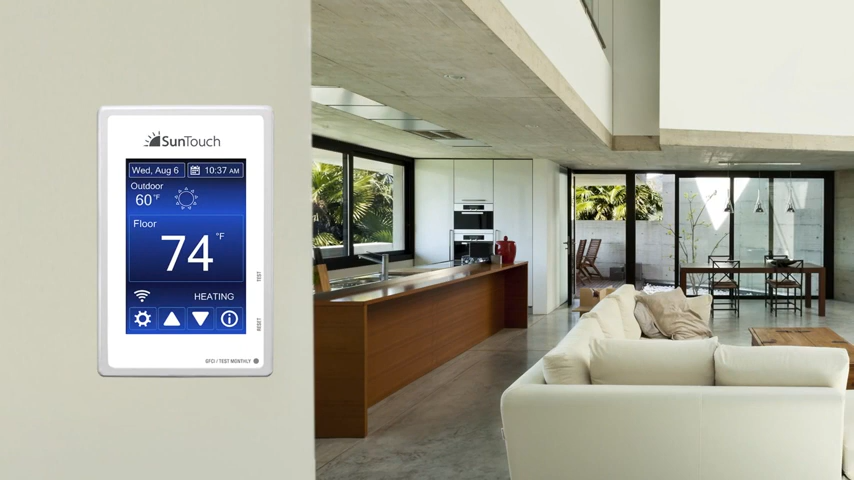 SunTouch
Wed, Aug 6 10:37 AM
Outdoor
60°F
Floor
74 °F
HEATING
TEST
RESET
GFCI / TEST MONTHLY